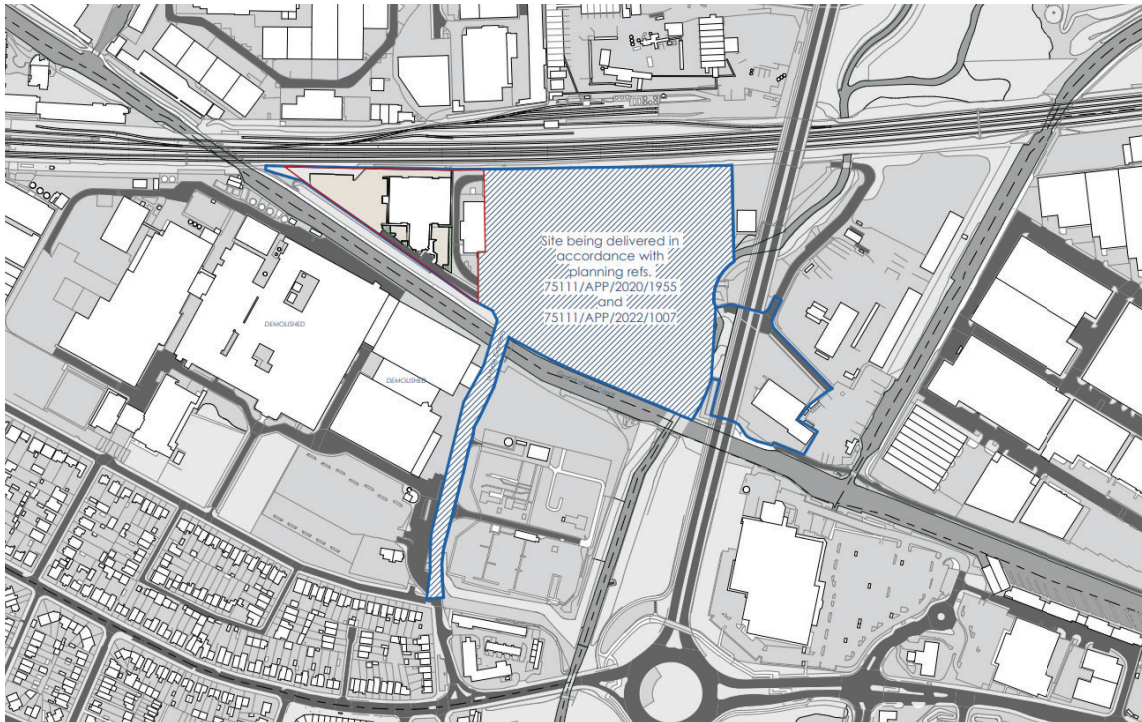 Site being delivered in
accordance with
planning refs.
75111/APP/2020/1955
and
75111/APP/2022/1007
DEMOLISHED
DEMOLISHED